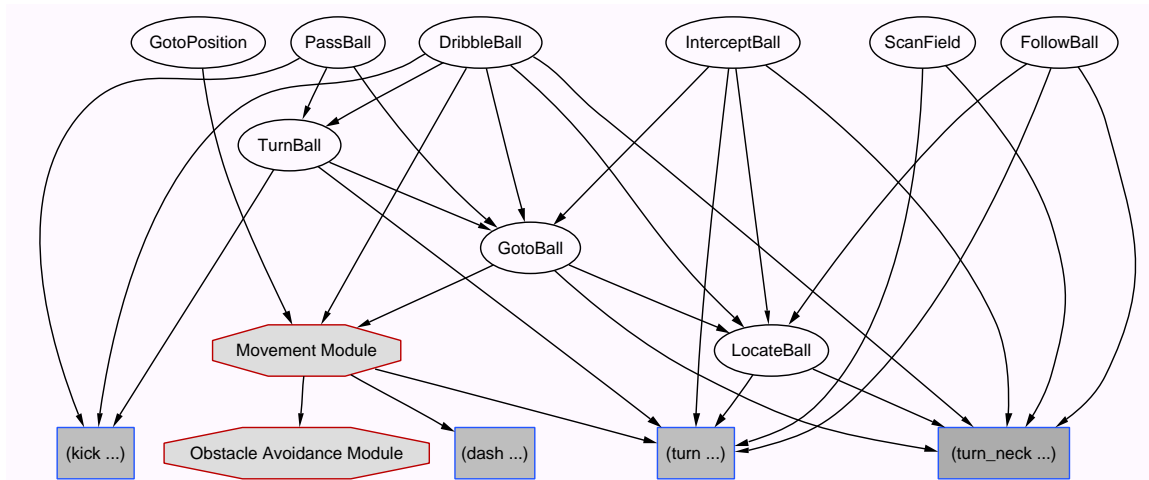 GotoPosition
PassBall
DribbleBall
InterceptBall
ScanField
FollowBall
TurnBall
GotoBall
Movement Module
LocateBall
(kick ...)
Obstacle Avoidance Module
(dash ...)
(turn ...)
(turn_neck ...)